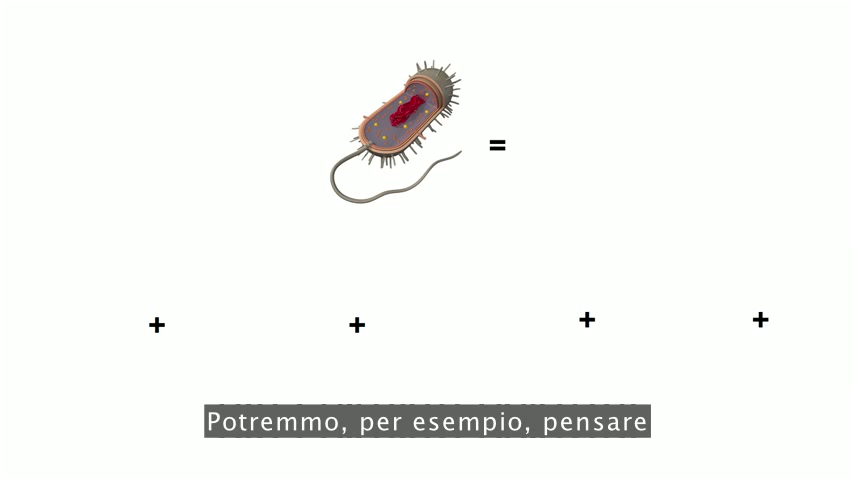 =
+ + + +
Potremmo, per esempio, pensare